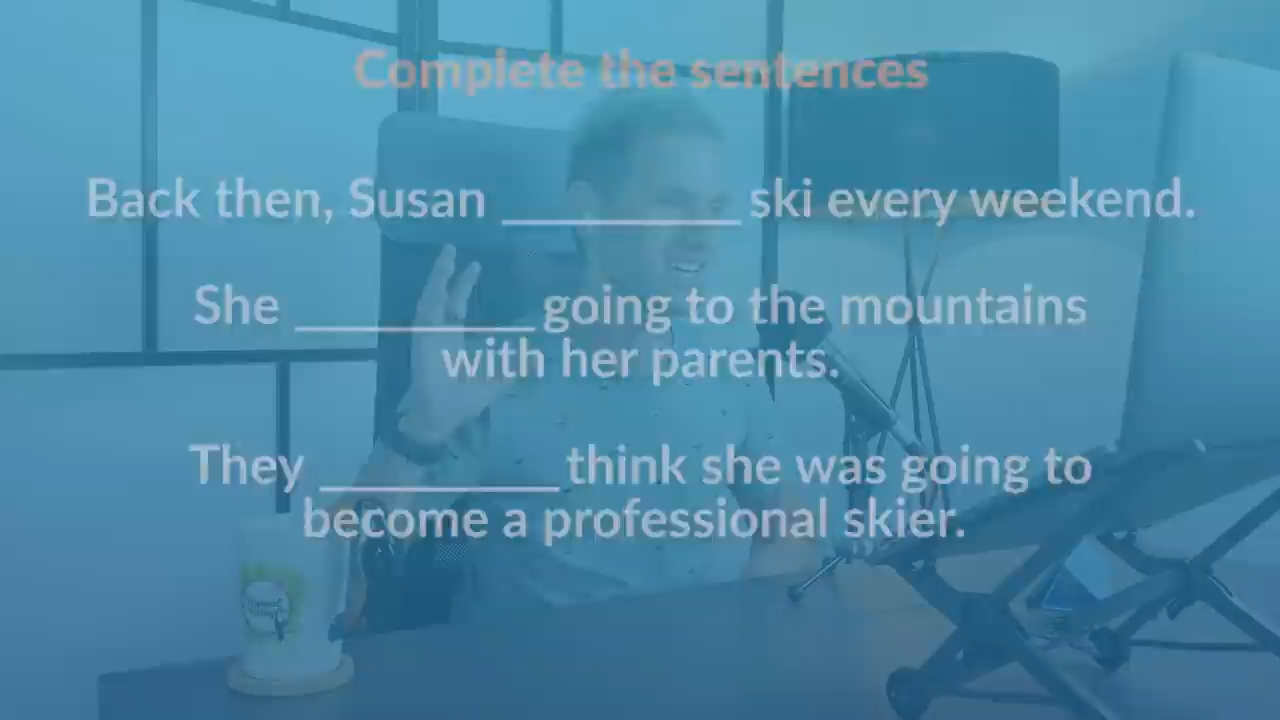 Complete the sentences
Back then, Susan __________ ski every weekend.
She __________ going to the mountains
with her parents.
They __________ think she was going to
become a professional skier.